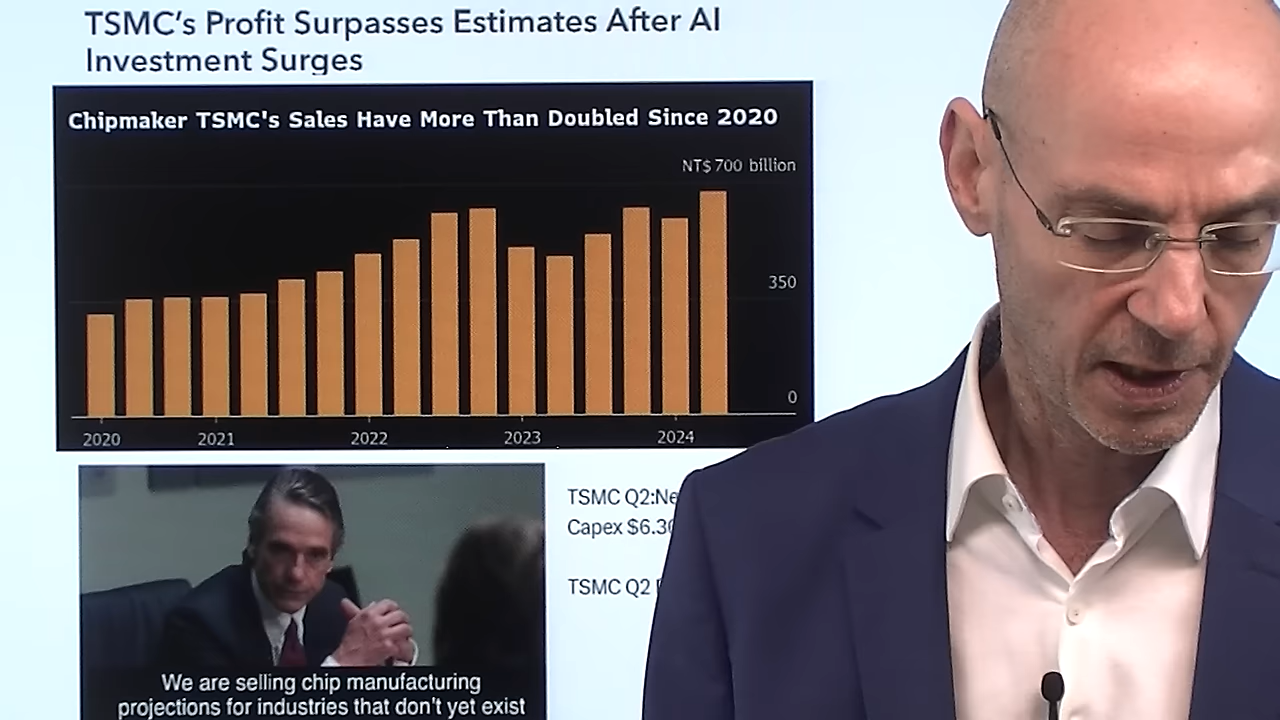 TSMC's Profit Surpasses Estimates After AI
Investment Surges
Chipmaker TSMC's Sales Have More Than Doubled Since 2020
NT$ 700 billion
350
0
2020 2021 2022 2023 2024
TSMC Q2:Ne
Capex $6.3
TSMC Q2
We are selling chip manufacturing
projections for industries that don't yet exist